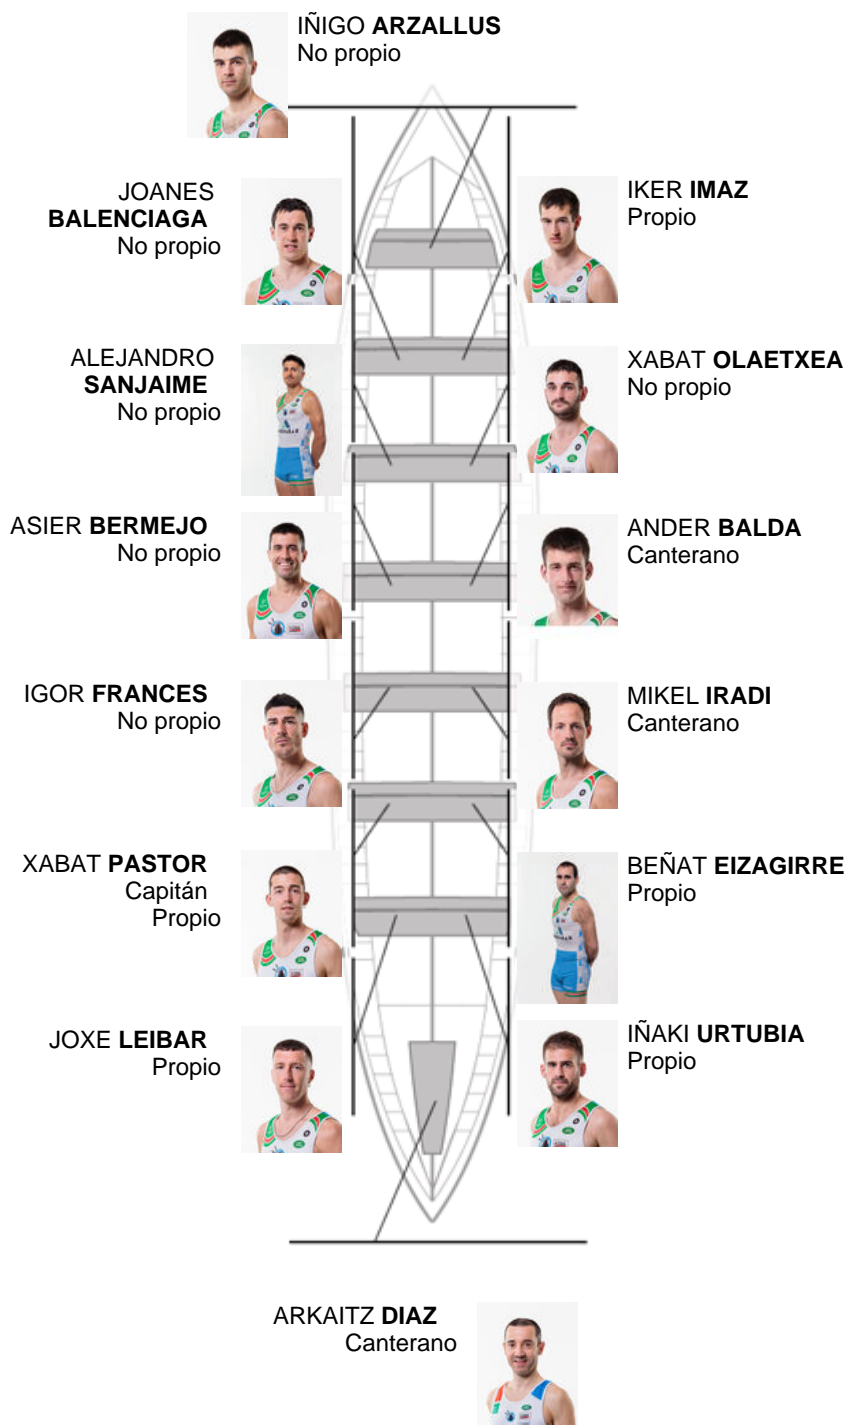 IÑIGO ARZALLUS
No propio
JOANES
BALENCIAGA
No propio
IKER IMAZ
Propio
ALEJANDRO
SANJAIME
No propio
XABAT OLAETXEA
No propio
ASIER BERMEJO
No propio
ANDER BALDA
Canterano
IGOR FRANCES
No propio
MIKEL IRADI
Canterano
XABAT PASTOR
Capitán
Propio
BEÑAT EIZAGIRRE
Propio
JOXE LEIBAR
Propio
IÑAKI URTUBIA
Propio
ARKAITZ DIAZ
Canterano